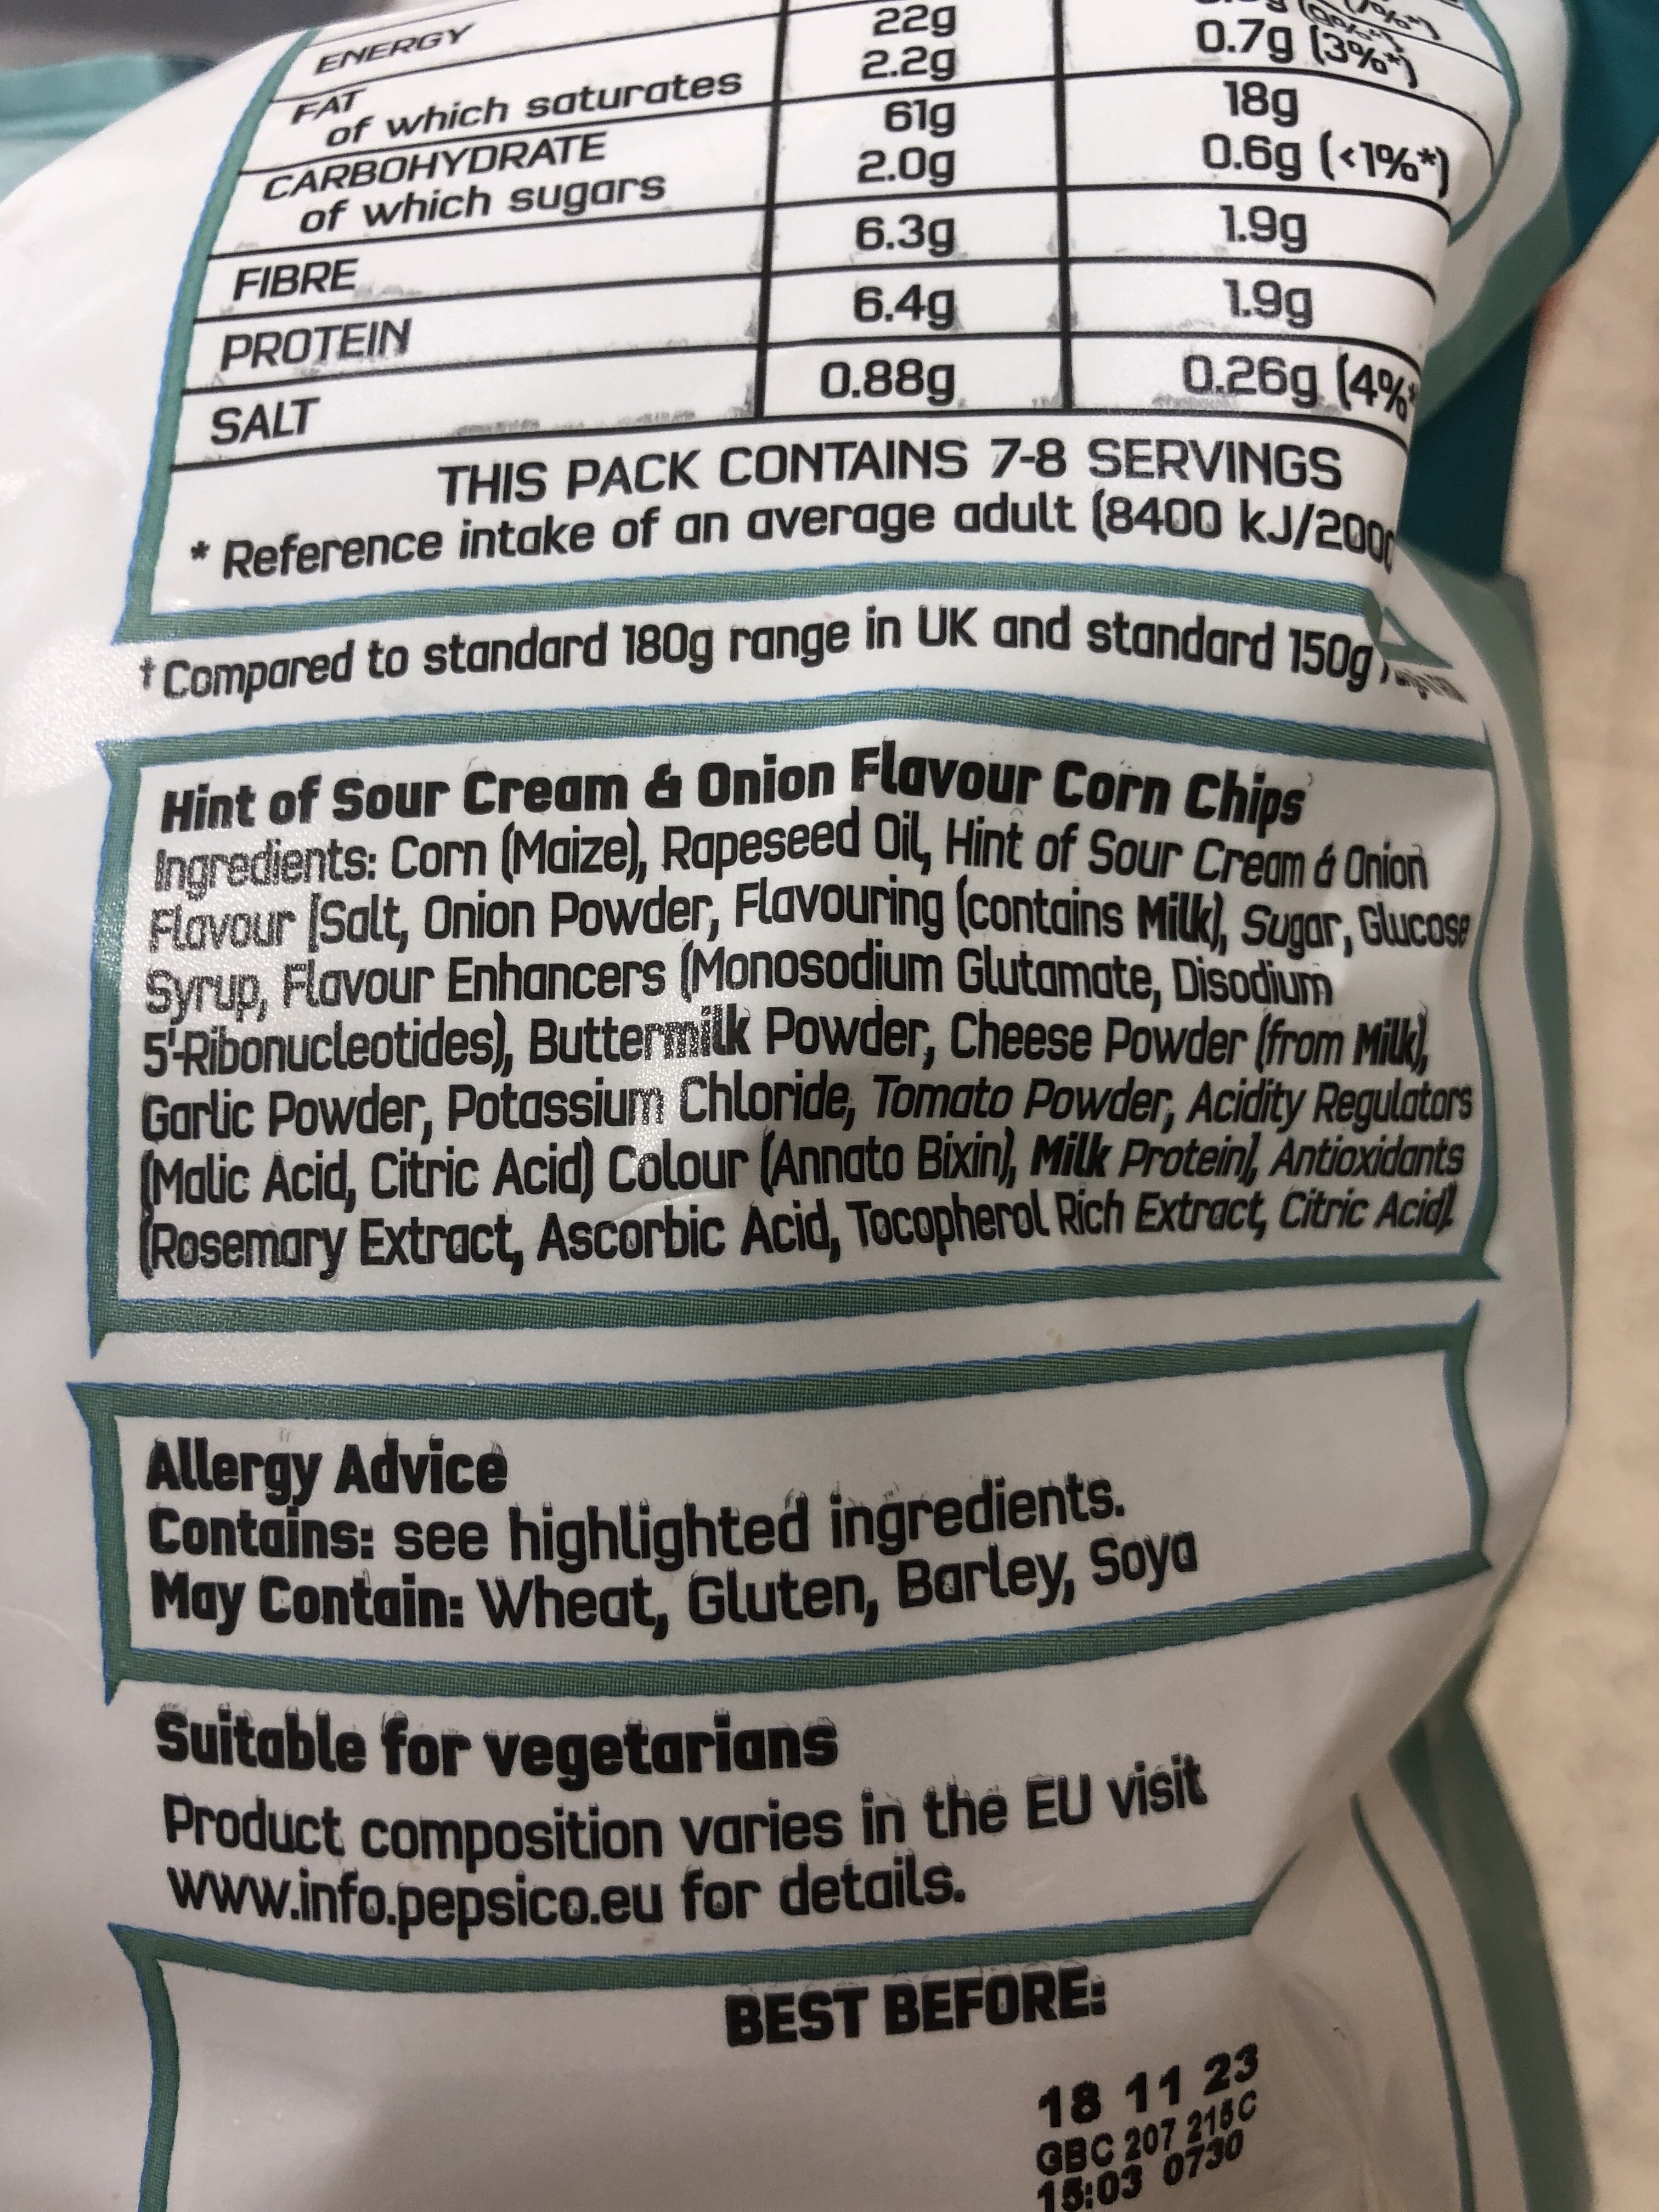 ENERGY
FAT 22g
of which saturates 2.2g 0.7g (3%*)
CARBOHYDRATE 61g 18g
of which sugars 2.0g 0.6g (<1%*)
FIBRE 6.3g 1.9g
PROTEIN 6.4g 1.9g
SALT 0.88g 0.26g (4%*
THIS PACK CONTAINS 7-8 SERVINGS
* Reference intake of an average adult (8400 kJ/200
† Compared to standard 180g range in UK and standard 150g
Hint of Sour Cream & Onion Flavour Corn Chips
Ingredients: Corn (Maize), Rapeseed Oil, Hint of Sour Cream & Onion
Flavour [Salt, Onion Powder, Flavouring (contains Milk), Sugar, Glucose
Syrup, Flavour Enhancers (Monosodium Glutamate, Disodium
5'-Ribonucleotides), Buttermilk Powder, Cheese Powder (from Milk),
Garlic Powder, Potassium Chloride, Tomato Powder, Acidity Regulators
(Malic Acid, Citric Acid) Colour (Annato Bixin), Milk Protein], Antioxidants
(Rosemary Extract, Ascorbic Acid, Tocopherol Rich Extract, Citric Acid).
Allergy Advice
Contains: see highlighted ingredients.
May Contain: Wheat, Gluten, Barley, Soya
Suitable for vegetarians
Product composition varies in the EU visit
www.info.pepsico.eu for details.
BEST BEFORE:
18 11 23
GBC 207 215C
15:03 0730